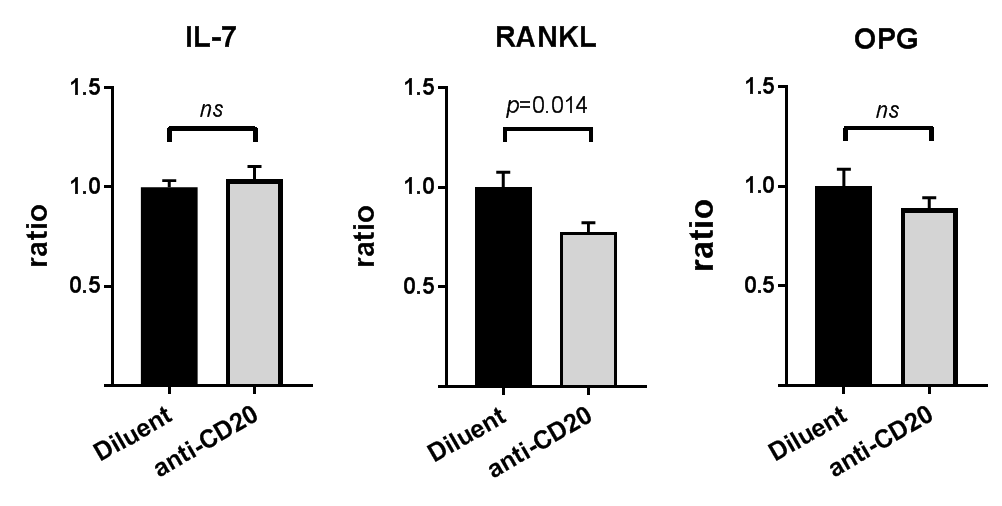 IL-7
1.5
ns
1.0
ratio
0.5
Diluent
anti-CD20
RANKL
1.5
p=0.014
1.0
ratio
0.5
Diluent
anti-CD20
OPG
1.5
ns
1.0
ratio
0.5
Diluent
anti-CD20